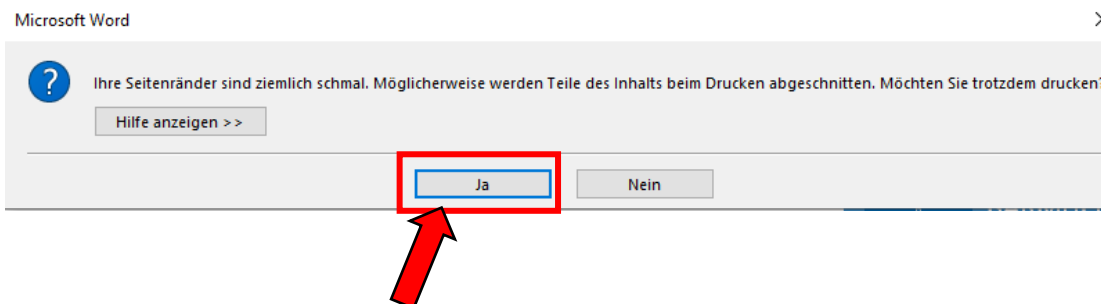 Microsoft Word
Ihre Seitenränder sind ziemlich schmal. Möglicherweise werden Teile des Inhalts beim Drucken abgeschnitten. Möchten Sie trotzdem drucken?
Hilfe anzeigen >>
Ja
Nein